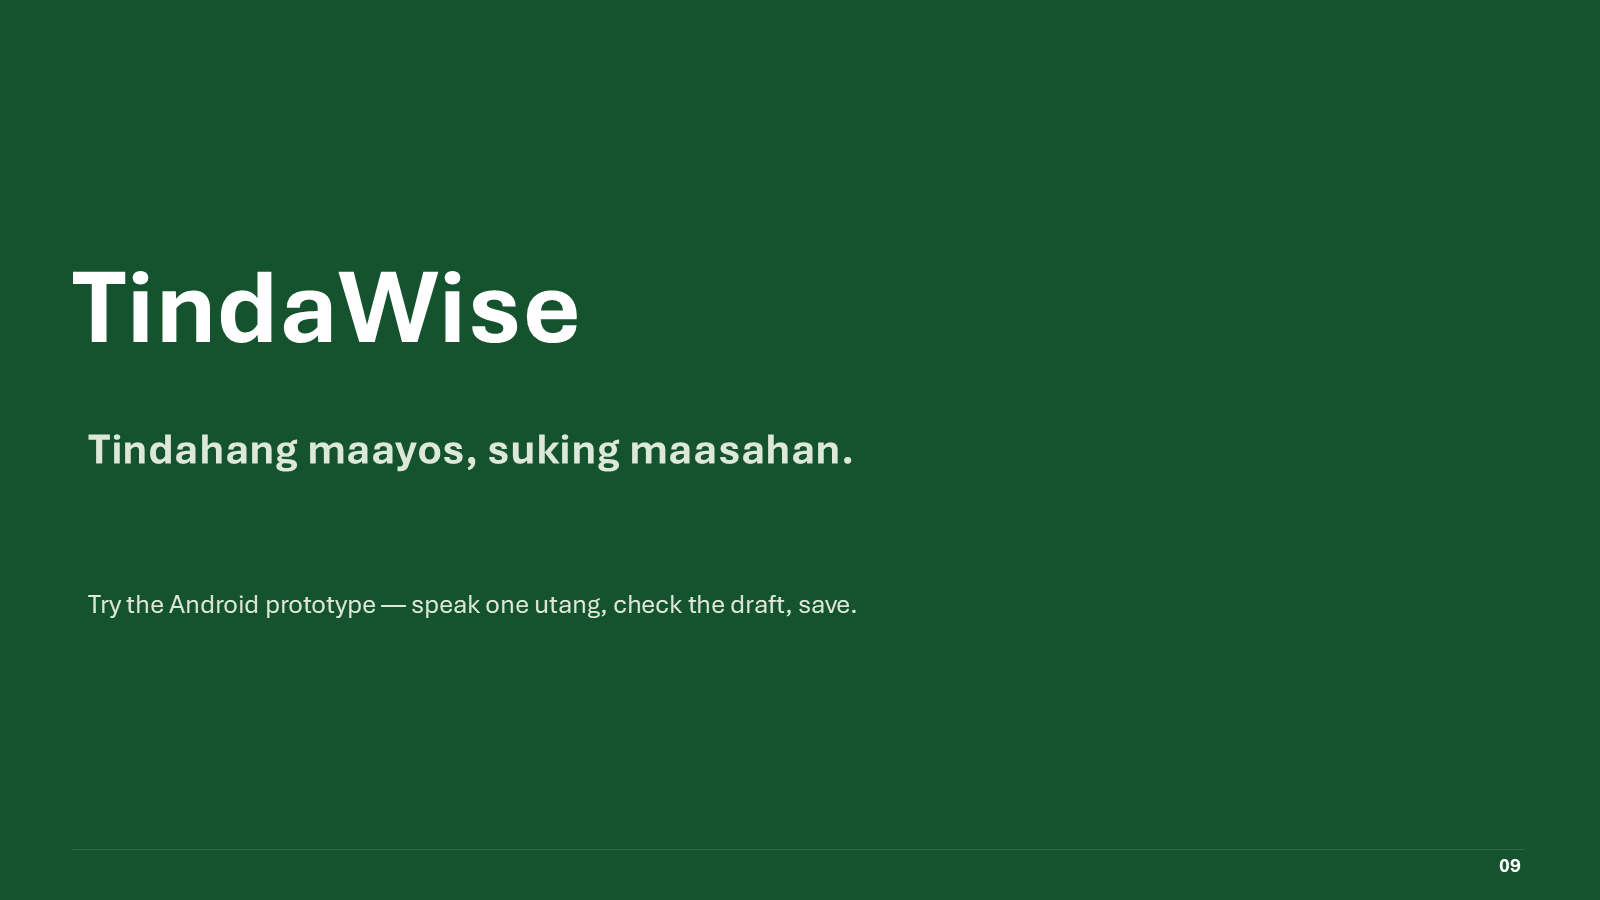 TindaWise
Tindahang maayos, suking maasahan.
Try the Android prototype — speak one utang, check the draft, save.
09